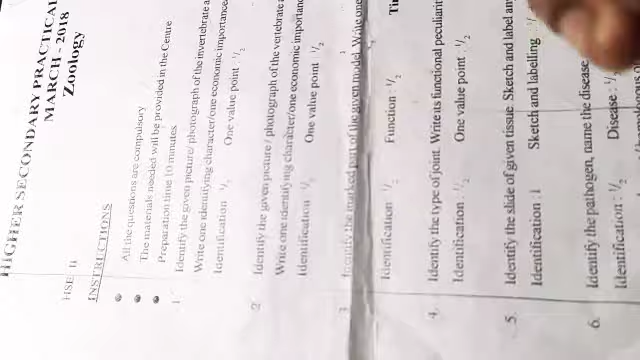 HIGHER SECONDARY PRACTICAL
MARCH - 2018
Zoology
HSE II
INSTRUCTIONS
All the questions are compulsory
The materials needed will be provided in the Centre
Preparation time 10 minutes
1 Identify the given picture/ photograph of the invertebrate
Write one identifying character/one economic importance
Identification 1/2 One value point : 1/2
2 Identify the given picture / photograph of the vertebrate
Write one identifying character/one economic importance
Identification 1/2 One value point 1/2
3 Identify the marked part of the given model. Write one
Identification 1/2 Function : 1/2
4. Identify the type of joint. Write its functional peculiarity
Identification : 1/2 One value point : 1/2
5. Identify the slide of given tissue. Sketch and label any
Identification : 1 Sketch and labelling
6. Identify the pathogen, name the disease
Identification : 1/2 Disease : 1/2